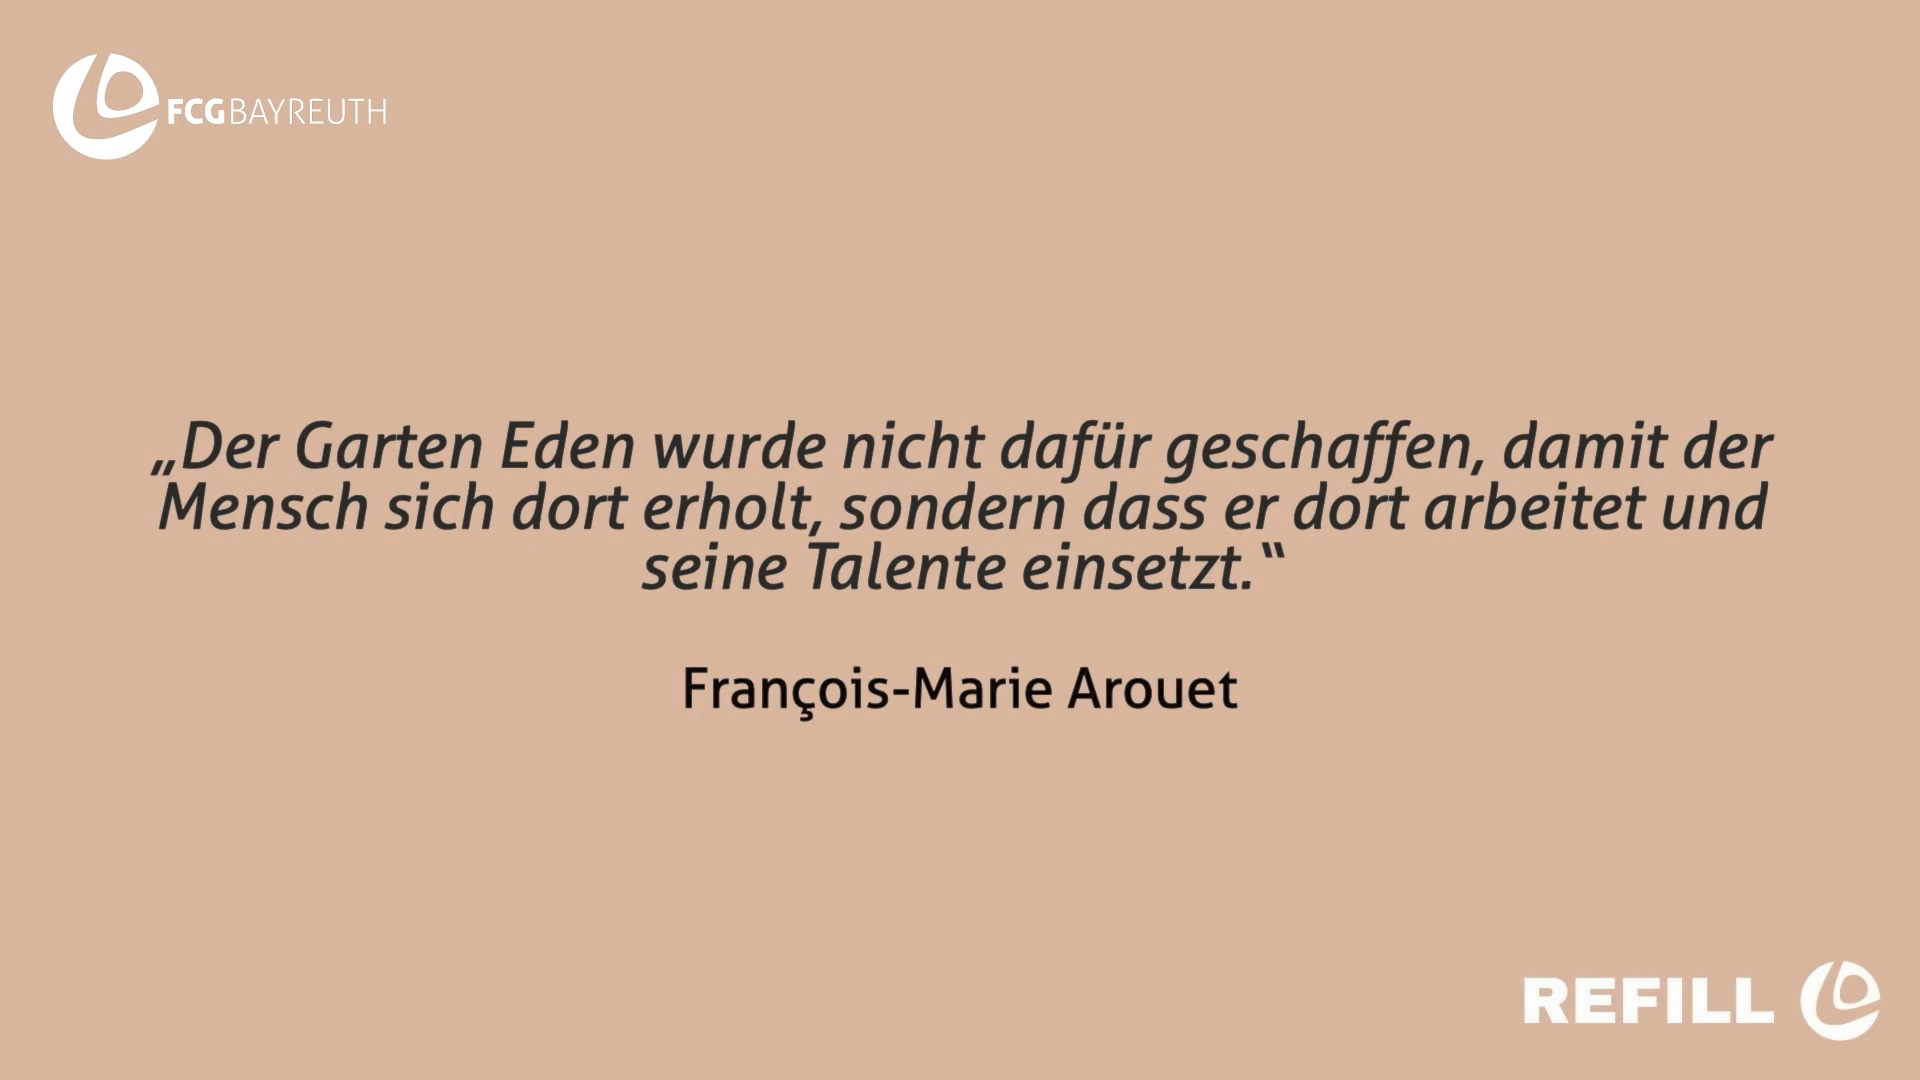 FCGBAYREUTH
„Der Garten Eden wurde nicht dafür geschaffen, damit der
Mensch sich dort erholt, sondern dass er dort arbeitet und
seine Talente einsetzt.“
François-Marie Arouet
REFILL